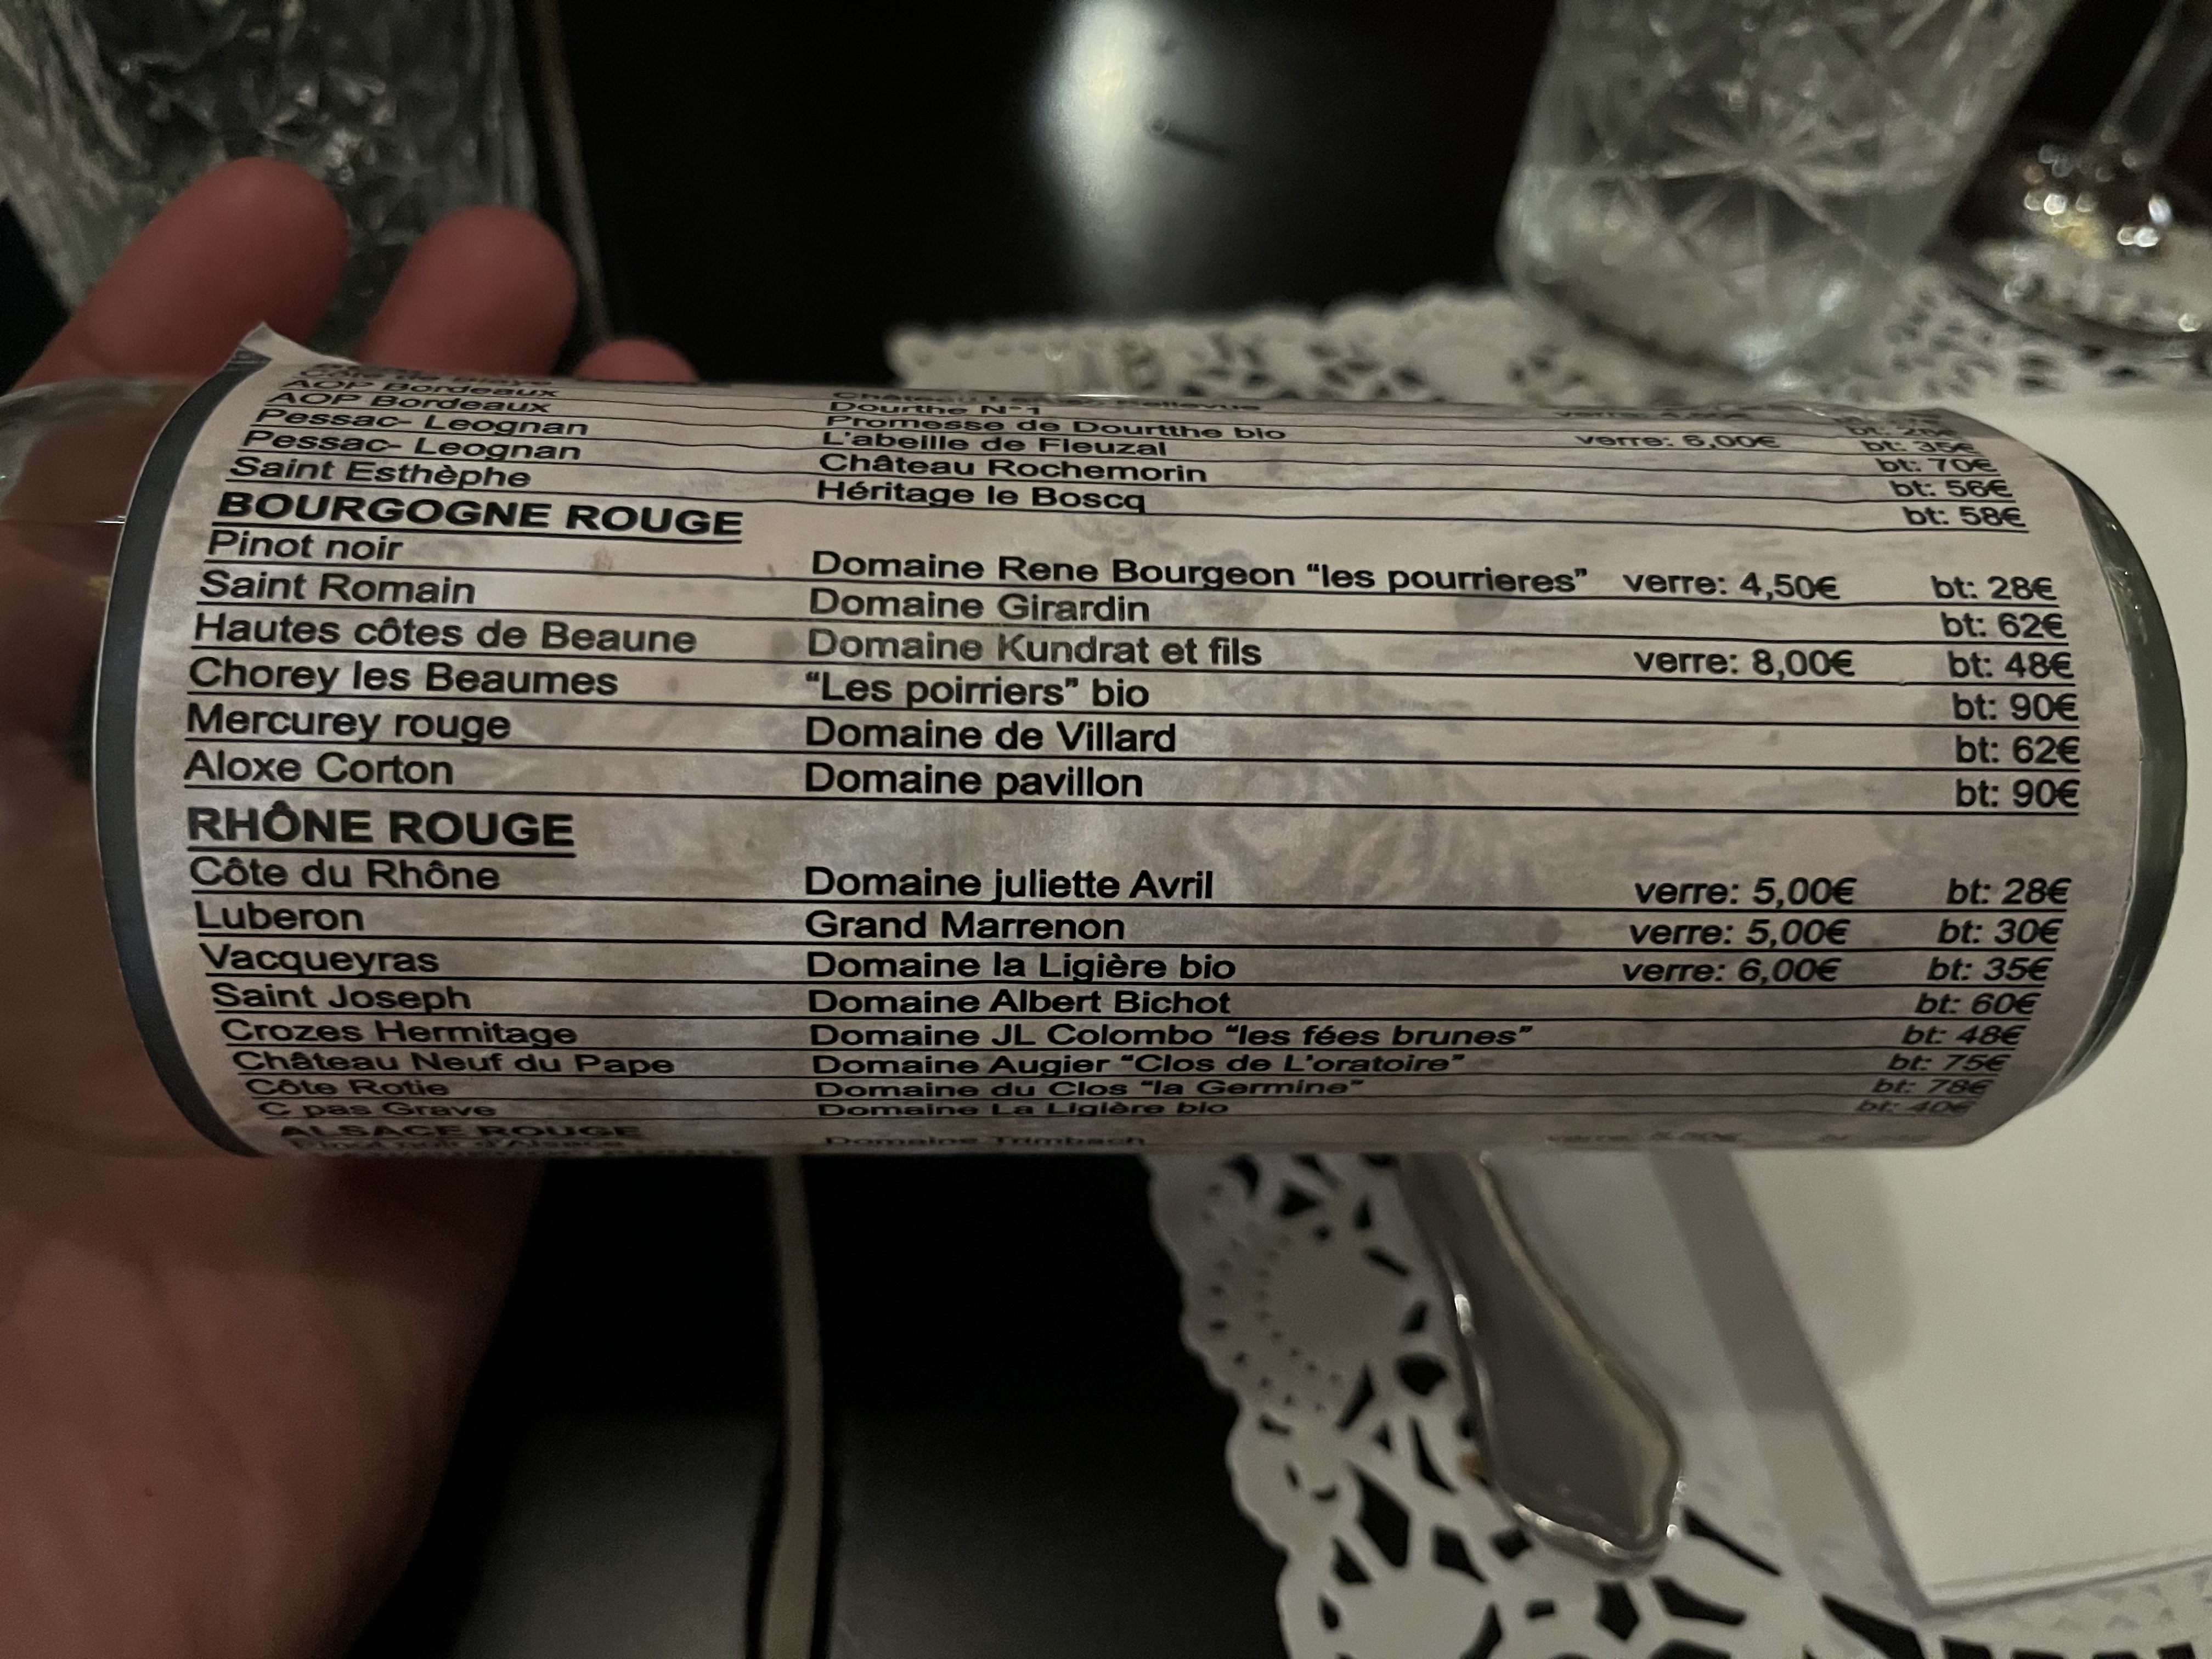 AOP Bordeaux Dourthe N°1
AOP Bordeaux Promesse de Dourtthe bio verre: 6,00€ bt: 35€
Pessac- Leognan L'abeille de Fleuzal bt: 70€
Pessac- Leognan Château Rochemorin bt: 56€
Saint Esthèphe Héritage le Boscq bt: 58€
BOURGOGNE ROUGE
Pinot noir Domaine Rene Bourgeon “les pourrieres” verre: 4,50€ bt: 28€
Saint Romain Domaine Girardin bt: 62€
Hautes côtes de Beaune Domaine Kundrat et fils verre: 8,00€ bt: 48€
Chorey les Beaumes “Les poirriers” bio bt: 90€
Mercurey rouge Domaine de Villard bt: 62€
Aloxe Corton Domaine pavillon bt: 90€
RHÔNE ROUGE
Côte du Rhône Domaine juliette Avril verre: 5,00€ bt: 28€
Luberon Grand Marrenon verre: 5,00€ bt: 30€
Vacqueyras Domaine la Ligière bio verre: 6,00€ bt: 35€
Saint Joseph Domaine Albert Bichot bt: 60€
Crozes Hermitage Domaine JL Colombo “les fées brunes” bt: 48€
Château Neuf du Pape Domaine Augier “Clos de L'oratoire” bt: 75€
Côte Rotie Domaine du Clos “la Germine” bt: 78€
C pas Grave Domaine La Ligière bio bt: 40€
ALSACE ROUGE
Pinot noir d'Alsace Domaine Trimbach